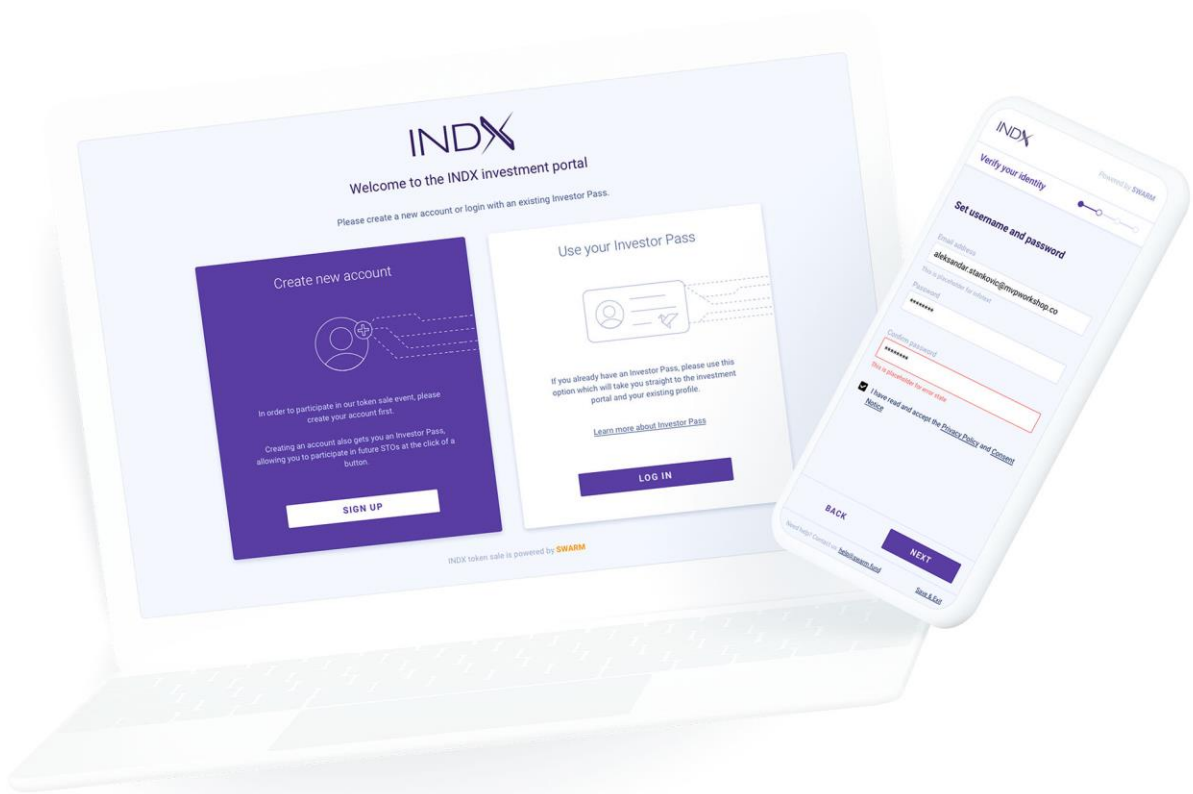 INDX
Welcome to the INDX investment portal
Please create a new account or login with an existing Investor Pass.
Create new account
In order to participate in our token sale event, please
create your account first.
Creating an account also gets you an Investor Pass,
allowing you to participate in future STOs at the click of a
button.
SIGN UP
Use your Investor Pass
If you already have an Investor Pass, please use this
option which will take you straight to the investment
portal and your existing profile.
Learn more about Investor Pass
LOG IN
INDX token sale is powered by SWARM
INDX
Powered by SWARM
Verify your identity
Set username and password
Email address
aleksandar.stankovic@mvpworkshop.co
This is placeholder for infotext
Password
********
Confirm password
********
This is placeholder for error state
I have read and accept the Privacy Policy and Consent
Notice
BACK
NEXT
Need help? Contact us: help@swarm.fund
Save & Exit